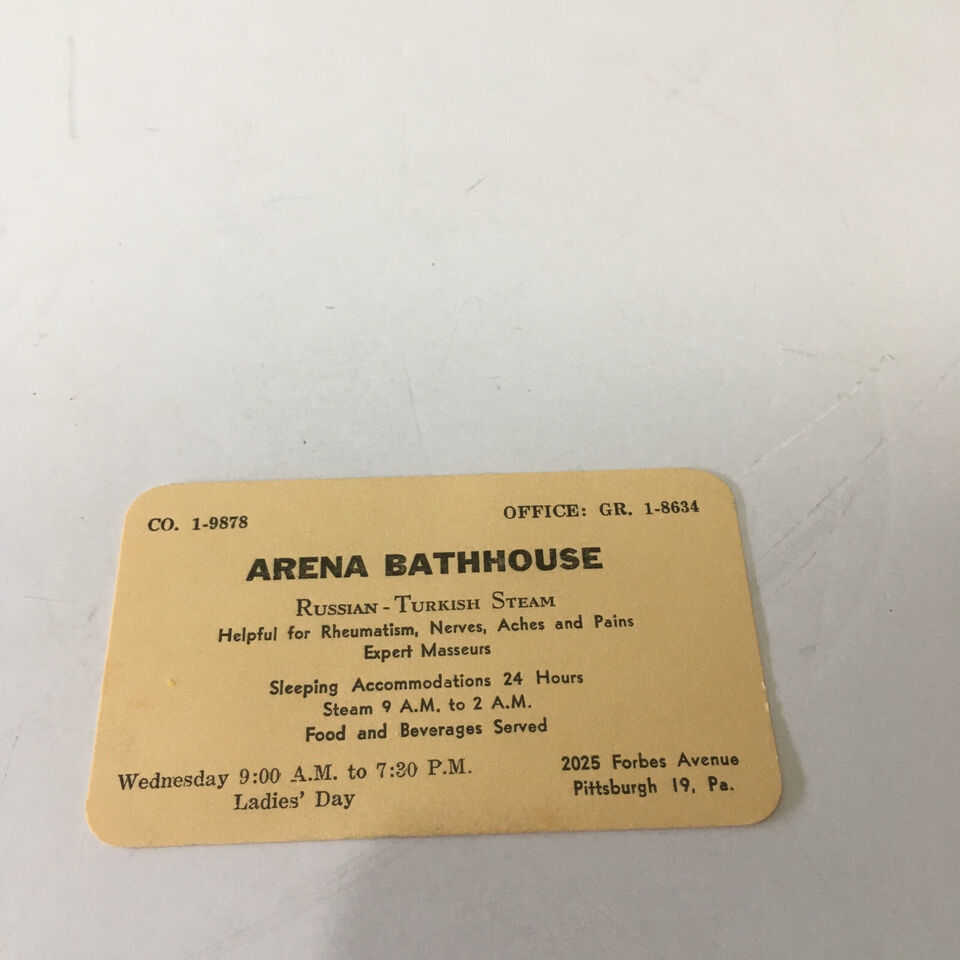 CO. 1-9878
OFFICE: GR. 1-8634
ARENA BATHHOUSE
RUSSIAN - TURKISH STEAM
Helpful for Rheumatism, Nerves, Aches and Pains
Expert Masseurs
Sleeping Accommodations 24 Hours
Steam 9 A.M. to 2 A.M.
Food and Beverages Served
Wednesday 9:00 A.M. to 7:30 P.M.
Ladies' Day
2025 Forbes Avenue
Pittsburgh 19, Pa.